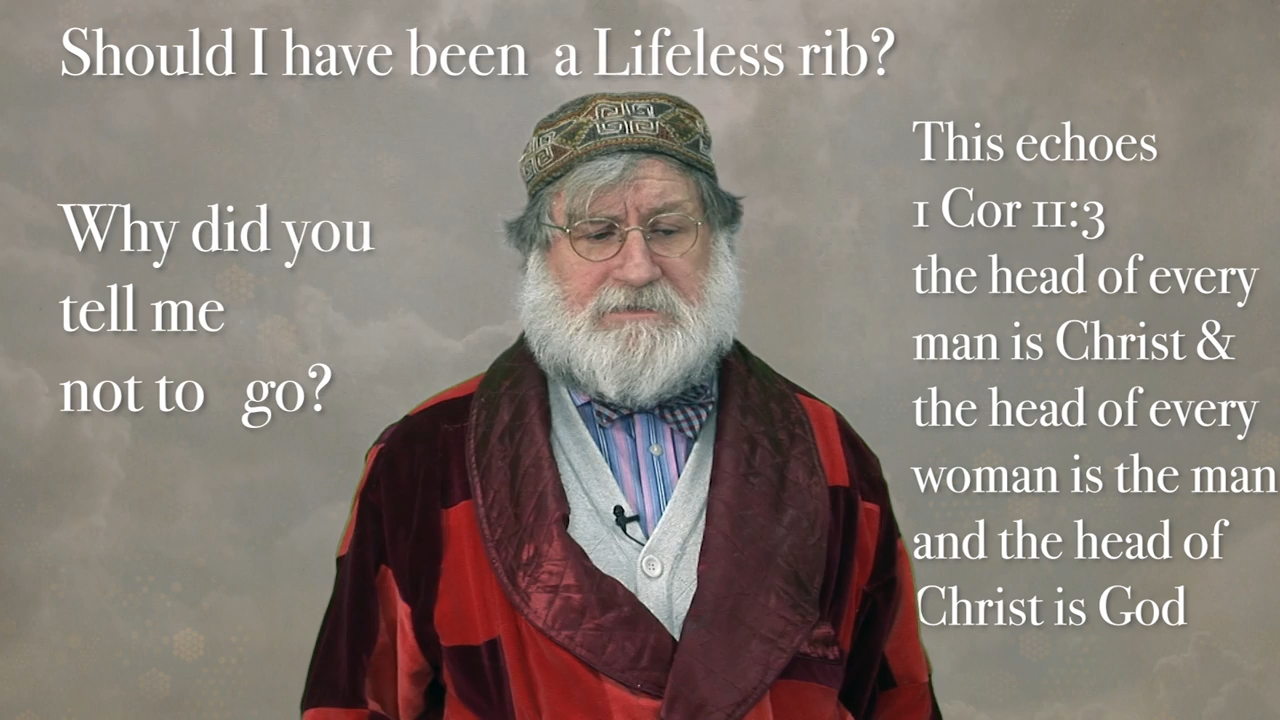 Should I have been a Lifeless rib?
Why did you
tell me
not to go?
This echoes
1 Cor 11:3
the head of every
man is Christ &
the head of every
woman is the man
and the head of
Christ is God